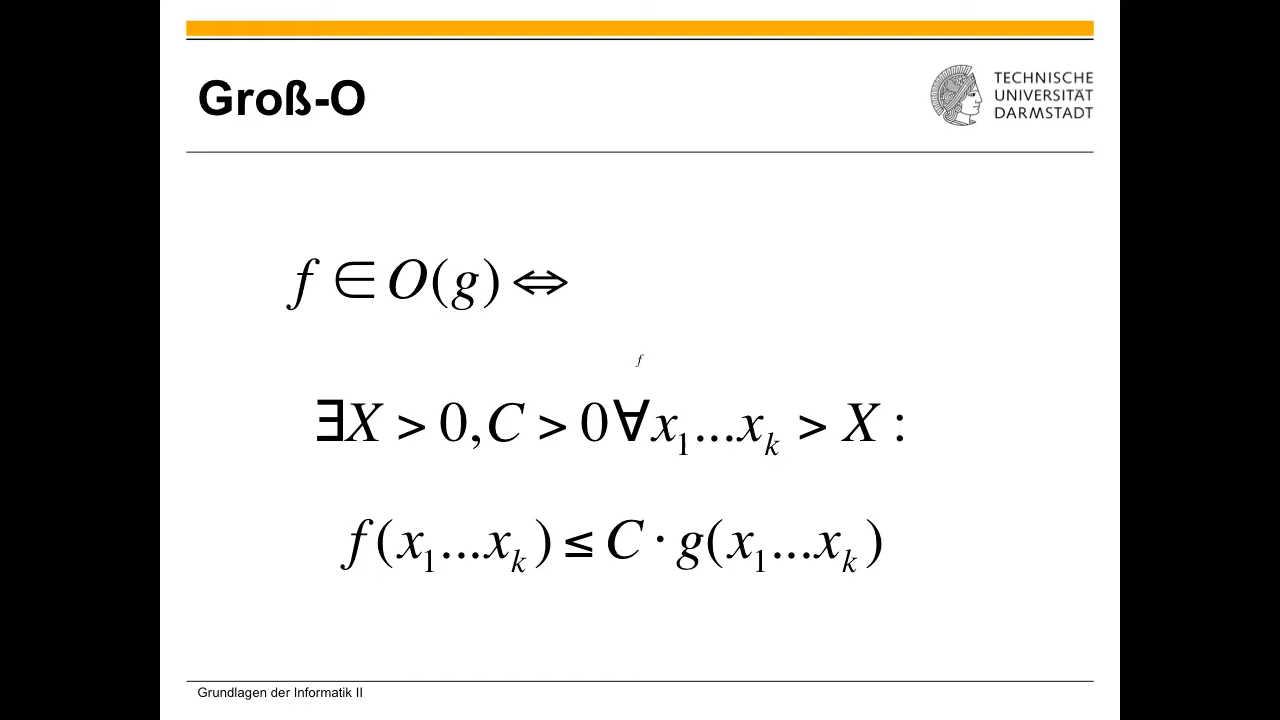 Groß-O
TECHNISCHE
UNIVERSITÄT
DARMSTADT
f ∈ O(g) ⇔
f
∃X > 0, C > 0 ∀x₁...xₖ > X :
f(x₁...xₖ) ≤ C · g(x₁...xₖ)
Grundlagen der Informatik II